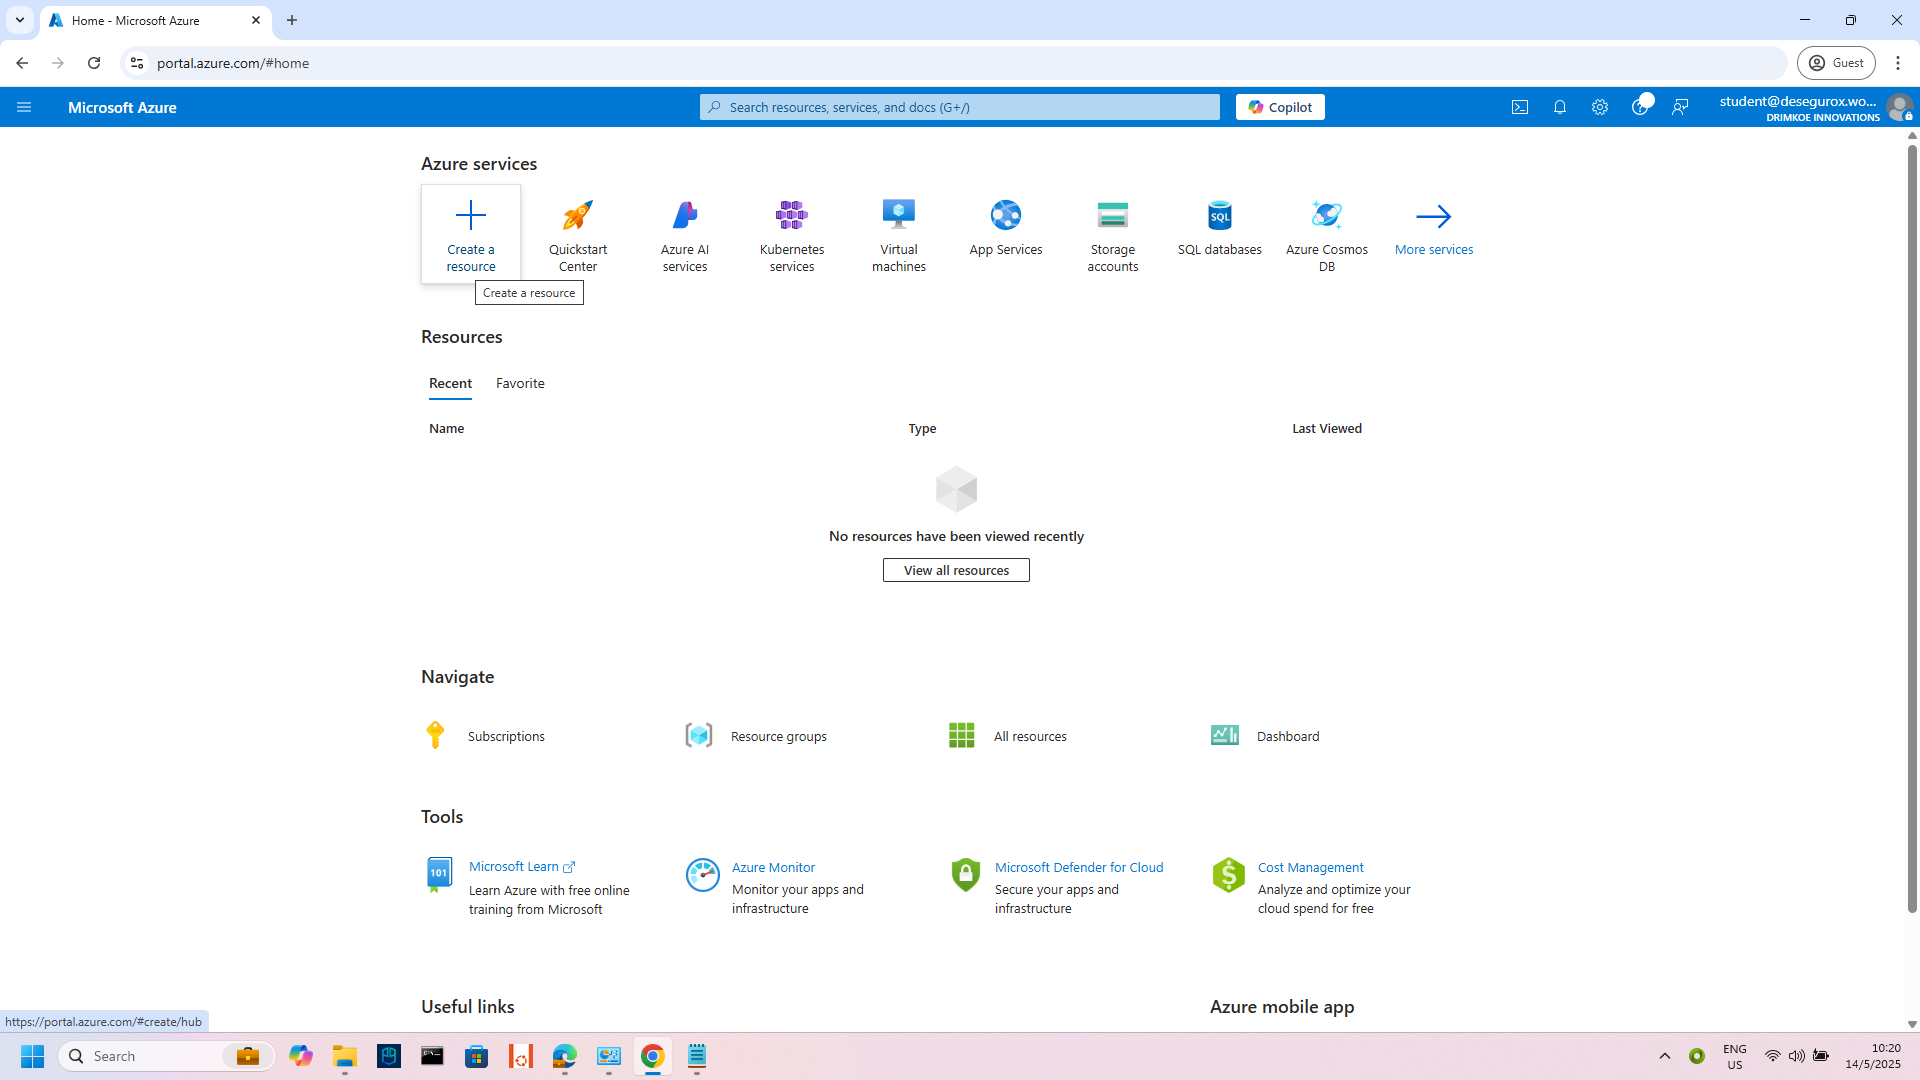 Home - Microsoft Azure
portal.azure.com/#home
Guest
Microsoft Azure
Search resources, services, and docs (G+/)
Copilot
student@desegurox.wo...
DRIMKOE INNOVATIONS
Azure services
Create a
resource
Quickstart
Center
Azure AI
services
Kubernetes
services
Virtual
machines
App Services
Storage
accounts
SQL
SQL databases
Azure Cosmos
DB
More services
Create a resource
Resources
Recent
Favorite
Name
Type
Last Viewed
No resources have been viewed recently
View all resources
Navigate
Subscriptions
Resource groups
All resources
Dashboard
Tools
101
Microsoft Learn
Learn Azure with free online
training from Microsoft
Azure Monitor
Monitor your apps and
infrastructure
Microsoft Defender for Cloud
Secure your apps and
infrastructure
Cost Management
Analyze and optimize your
cloud spend for free
Useful links
Azure mobile app
https://portal.azure.com/#create/hub
Search
ENG
US
10:20
14/5/2025